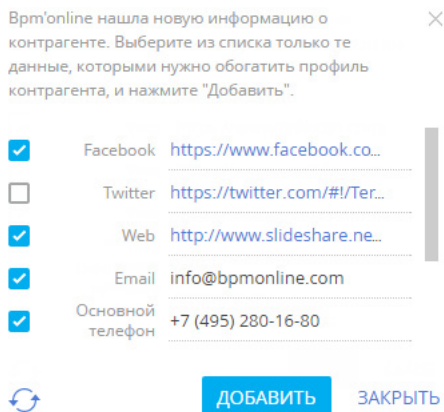 Bpm'online нашла новую информацию о
контрагенте. Выберите из списка только те
данные, которыми нужно обогатить профиль
контрагента, и нажмите "Добавить".
Facebook https://www.facebook.co...
Twitter https://twitter.com/#!/Ter...
Web http://www.slideshare.ne...
Email info@bpmonline.com
Основной
телефон +7 (495) 280-16-80
ДОБАВИТЬ ЗАКРЫТЬ